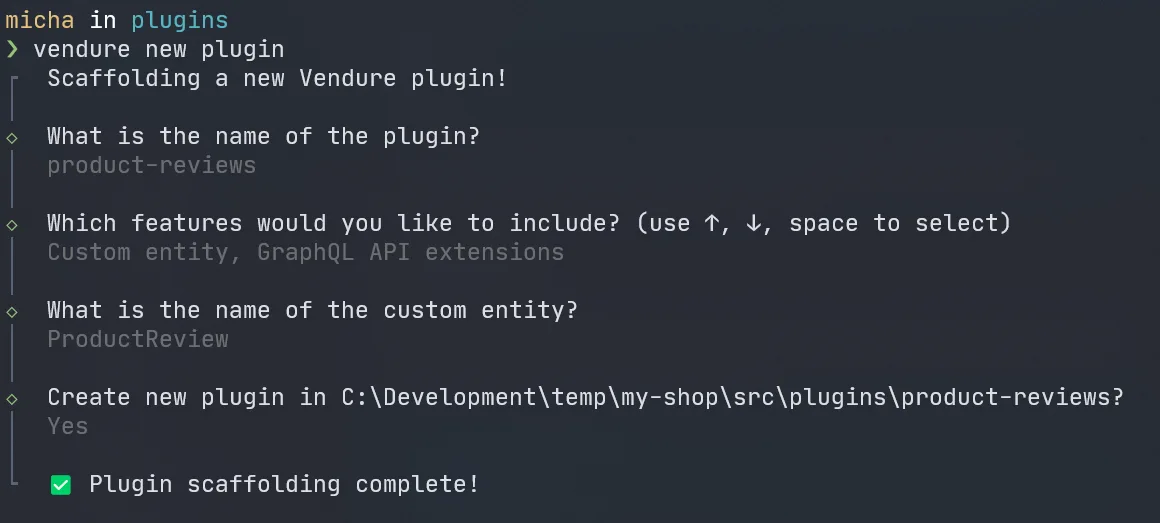 micha in plugins
❯ vendure new plugin
Scaffolding a new Vendure plugin!
What is the name of the plugin?
product-reviews
Which features would you like to include? (use ↑, ↓, space to select)
Custom entity, GraphQL API extensions
What is the name of the custom entity?
ProductReview
Create new plugin in C:\Development\temp\my-shop\src\plugins\product-reviews?
Yes
✅ Plugin scaffolding complete!